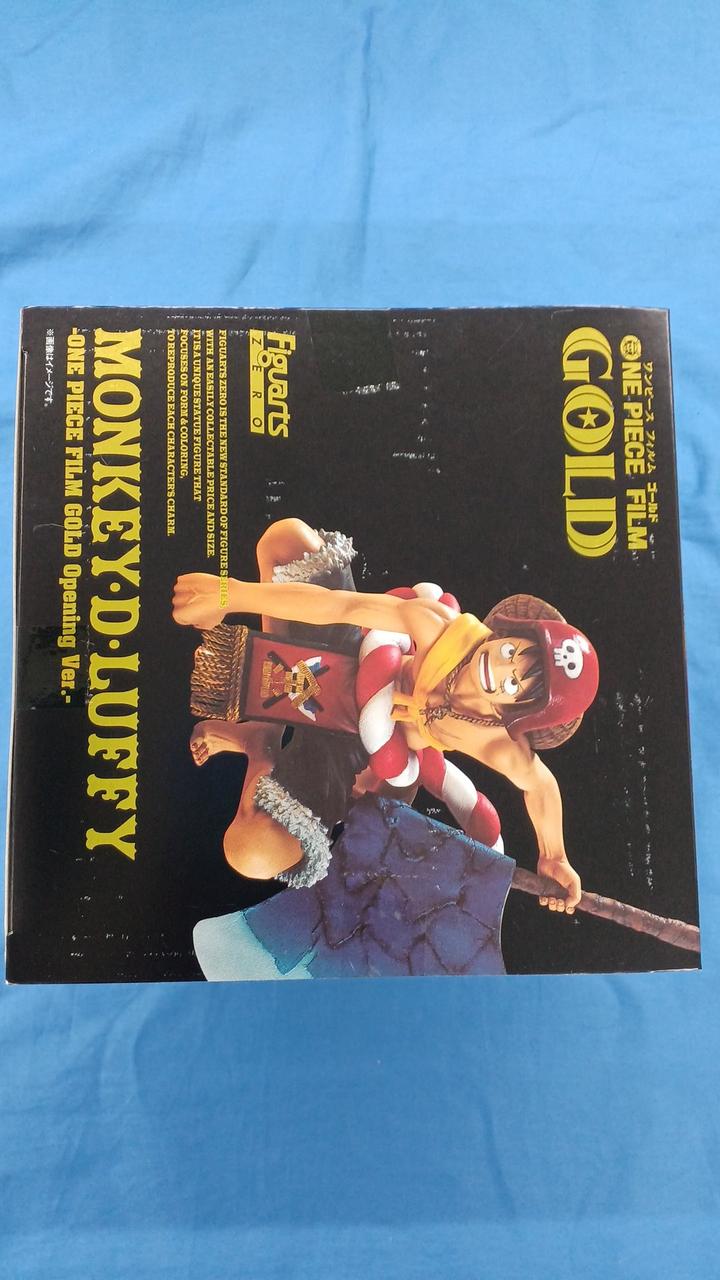 ワンピース フィルム ゴールド
ONE PIECE FILM
GOLD
Figuarts
ZERO
FIGUARTS ZERO IS THE NEW STANDARD OF FIGURE SERIES
WITH AN EASILY COLLECTABLE PRICE AND SIZE.
IT IS A UNIQUE STATUE FIGURE THAT
FOCUSES ON FORM & COLORING,
TO REPRODUCE EACH CHARACTER'S CHARM.
MONKEY·D·LUFFY
-ONE PIECE FILM GOLD Opening Ver.-
※画像はイメージです。